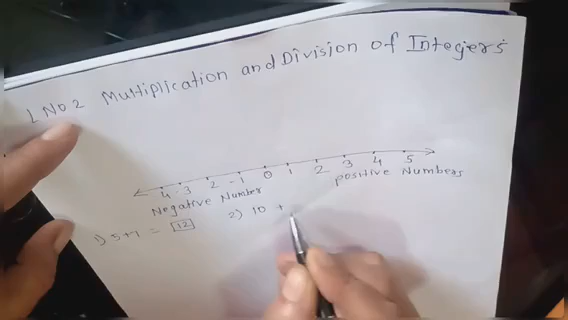 L No 2 Multiplication and Division of Integers
-4 -3 -2 -1 0 1 2 3 4 5
Negative Number positive Numbers
1) 5+7 = 12 2) 10 +